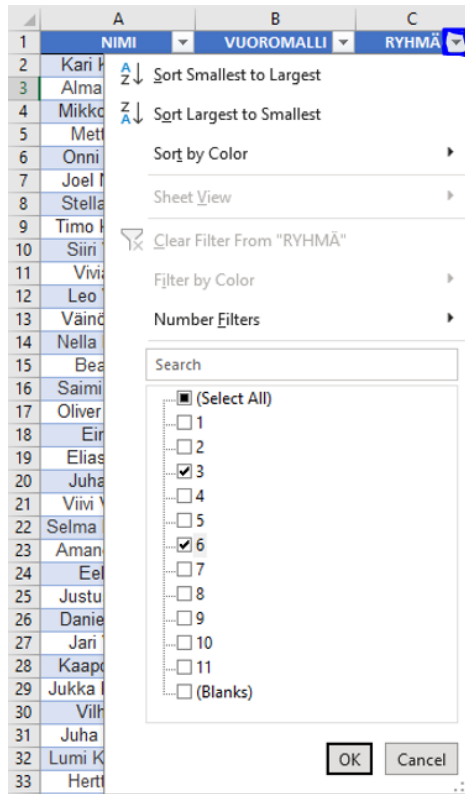 A B C
1 NIMI VUOROMALLI RYHMÄ
2 Kari
3 Alma
4 Mikko
5 Mett
6 Onni
7 Joel
8 Stella
9 Timo
10 Siiri
11 Vivia
12 Leo
13 Väinö
14 Nella
15 Bea
16 Saimi
17 Oliver
18 Ein
19 Elias
20 Juha
21 Viivi
22 Selma
23 Aman
24 Eel
25 Justu
26 Danie
27 Jari
28 Kaapo
29 Jukka
30 Vilh
31 Juha
32 Lumi K
33 Hertt
Sort Smallest to Largest
Sort Largest to Smallest
Sort by Color
Sheet View
Clear Filter From "RYHMÄ"
Filter by Color
Number Filters
Search
(Select All)
1
2
3
4
5
6
7
8
9
10
11
(Blanks)
OK Cancel